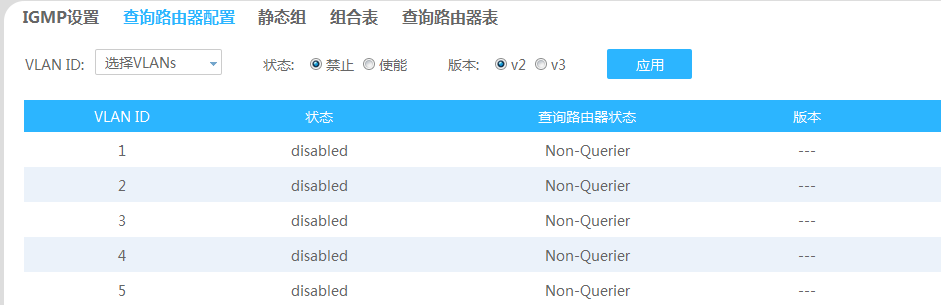 IGMP设置 查询路由器配置 静态组 组合表 查询路由器表
VLAN ID: 选择VLANs 状态: 禁止 使能 版本: v2 v3 应用
VLAN ID 状态 查询路由器状态 版本
1 disabled Non-Querier ---
2 disabled Non-Querier ---
3 disabled Non-Querier ---
4 disabled Non-Querier ---
5 disabled Non-Querier ---